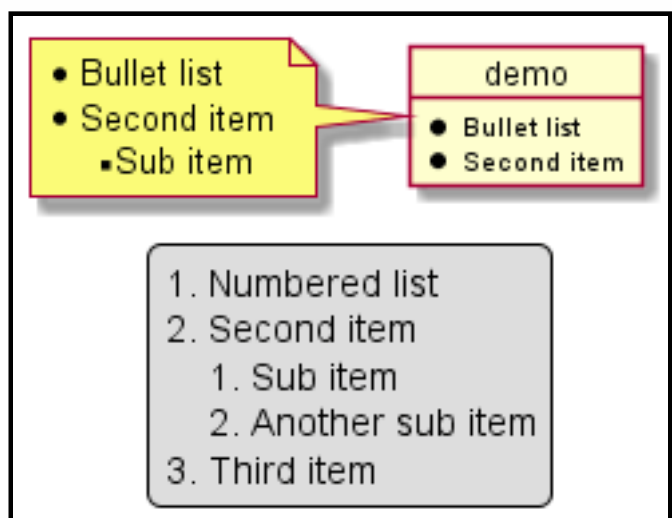 • Bullet list
• Second item
▪Sub item
demo
• Bullet list
• Second item
1. Numbered list
2. Second item
1. Sub item
2. Another sub item
3. Third item